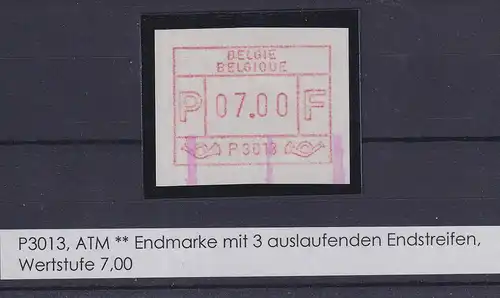 BELGIE
BELGIQUE
P 07.00 F
P3013
P3013, ATM ** Endmarke mit 3 auslaufenden Endstreifen,
Wertstufe 7,00